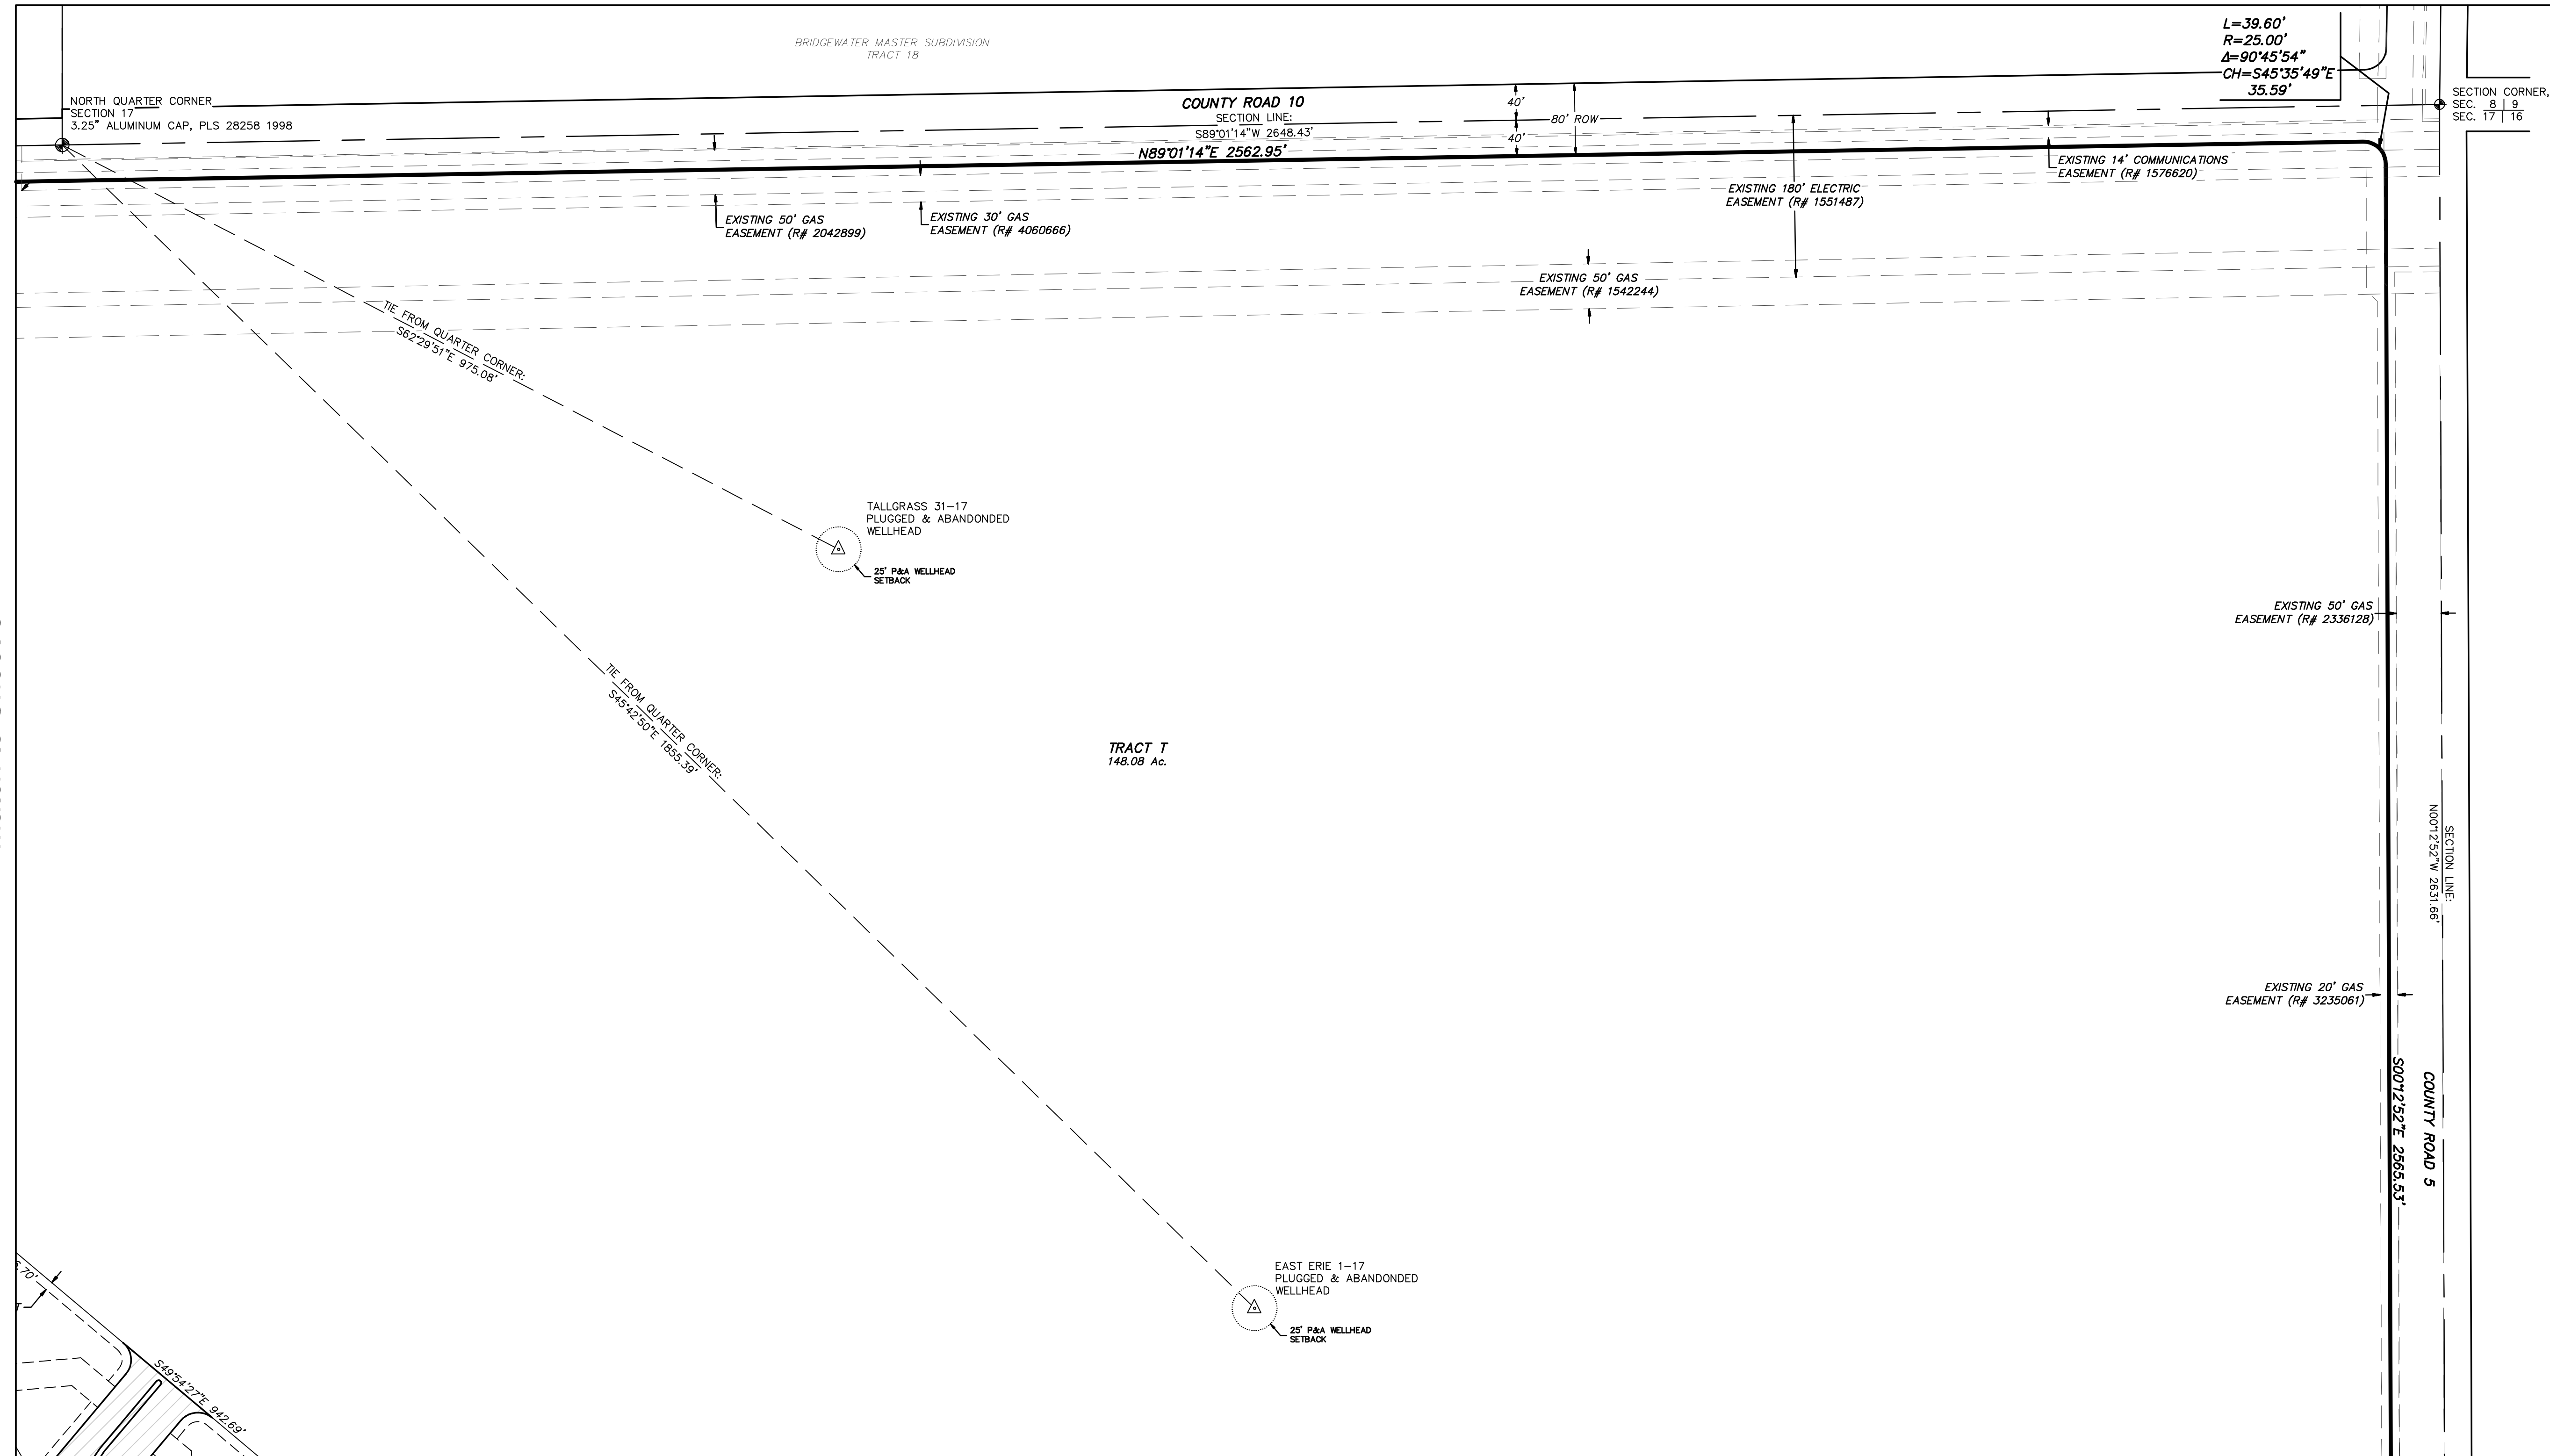 BRIDGEWATER MASTER SUBDIVISION
TRACT 18
L=39.60'
R=25.00'
Δ=90°45'54"
CH=S45°35'49"E
35.59'
NORTH QUARTER CORNER
SECTION 17
3.25" ALUMINUM CAP, PLS 28258 1998
COUNTY ROAD 10
SECTION LINE:
S89°01'14"W 2648.43'
N89°01'14"E 2562.95'
40'
40'
80' ROW
SECTION CORNER,
SEC. 8 | 9
SEC. 17 | 16
EXISTING 14' COMMUNICATIONS
EASEMENT (R# 1576620)
EXISTING 180' ELECTRIC
EASEMENT (R# 1551487)
EXISTING 50' GAS
EASEMENT (R# 2042899)
EXISTING 30' GAS
EASEMENT (R# 4060666)
EXISTING 50' GAS
EASEMENT (R# 1542244)
TIE FROM QUARTER CORNER:
S62°29'51"E 975.08'
TALLGRASS 31-17
PLUGGED & ABANDONDED
WELLHEAD
25' P&A WELLHEAD
SETBACK
EXISTING 50' GAS
EASEMENT (R# 2336128)
TIE FROM QUARTER CORNER:
S45°42'50"E 1855.39'
TRACT T
148.08 Ac.
SECTION LINE:
N00°12'52"W 2631.66'
EXISTING 20' GAS
EASEMENT (R# 3235061)
COUNTY ROAD 5
S00°12'52"E 2565.53'
EAST ERIE 1-17
PLUGGED & ABANDONDED
WELLHEAD
25' P&A WELLHEAD
SETBACK
S49°54'27"E 942.69'